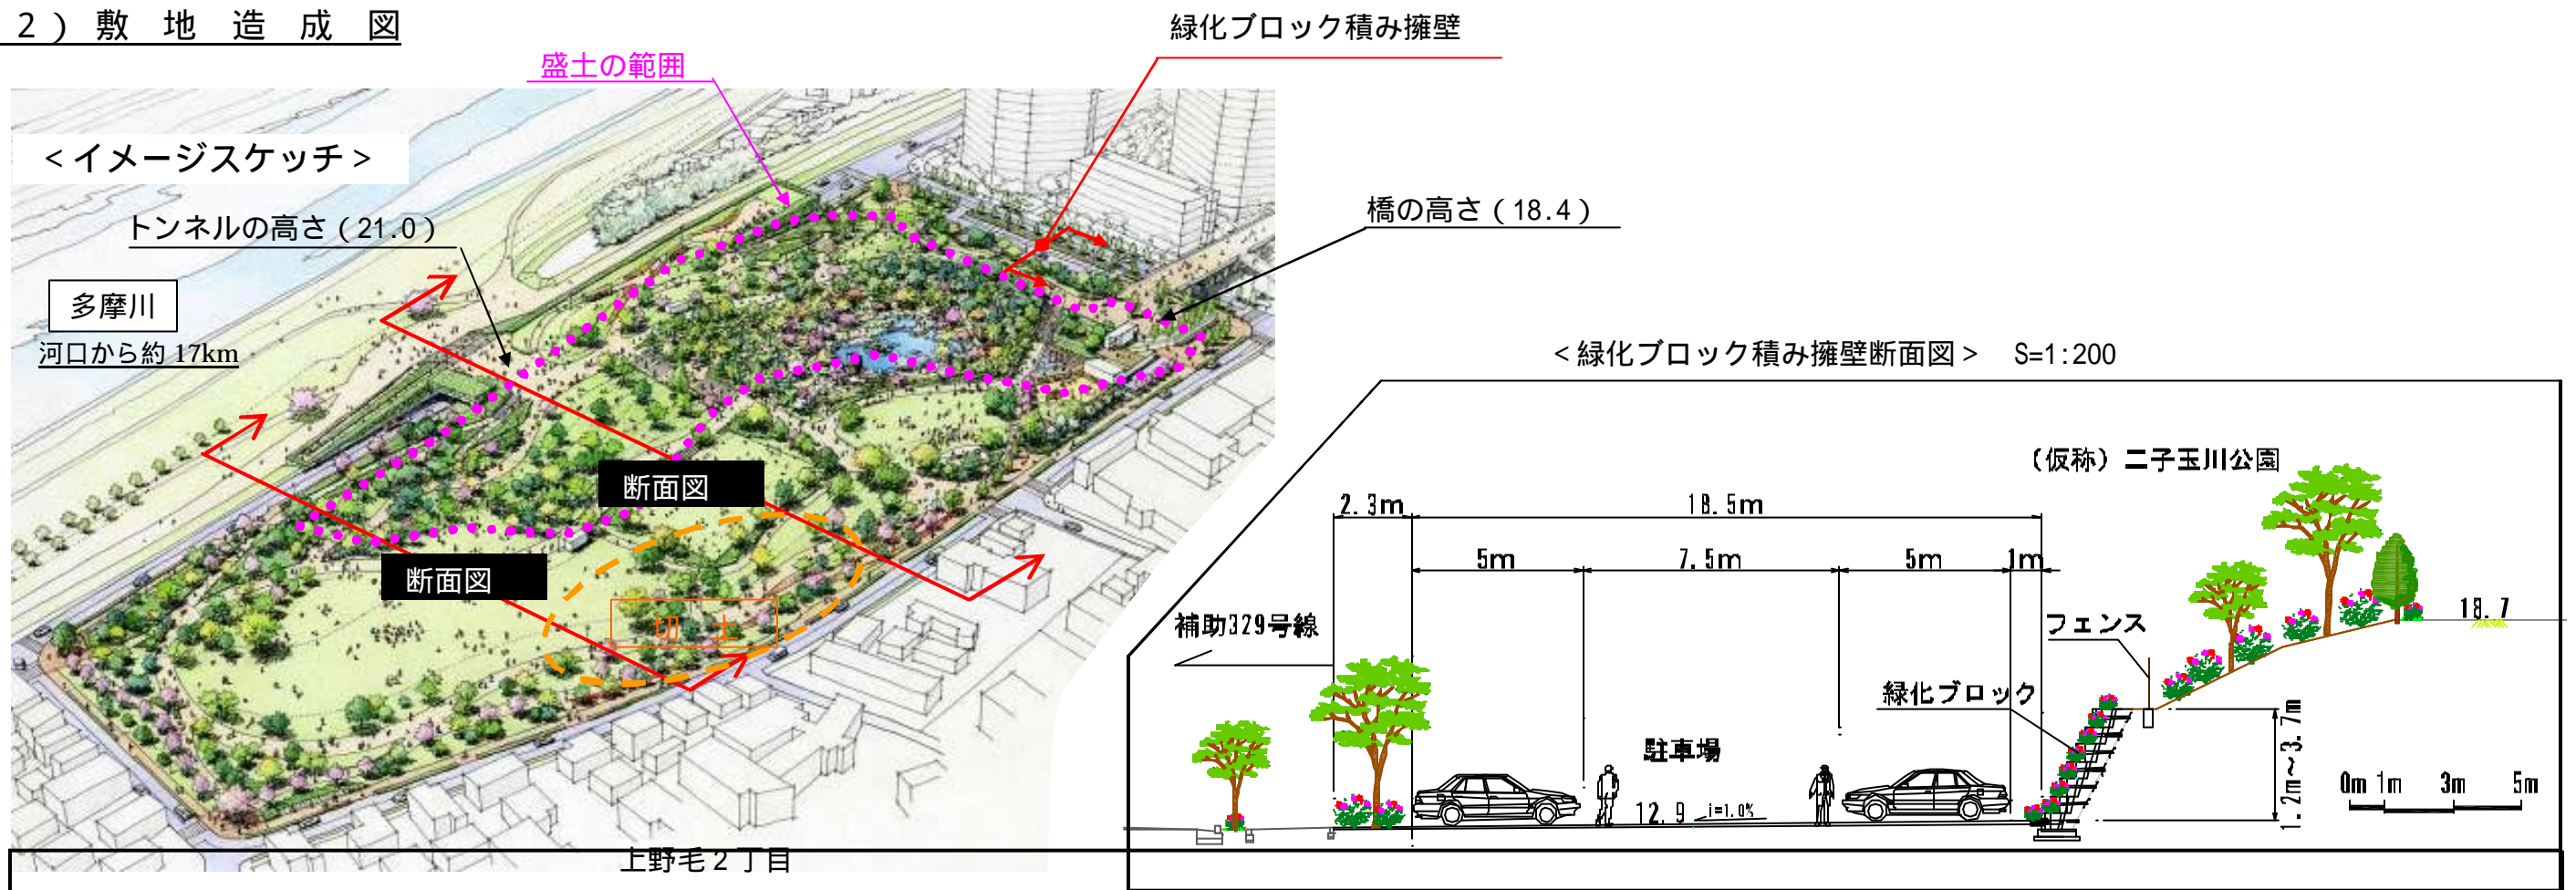 ２）敷地造成図
緑化ブロック積み擁壁
盛土の範囲
＜イメージスケッチ＞
トンネルの高さ（21.0）
橋の高さ（18.4）
多摩川
河口から約 17km
＜緑化ブロック積み擁壁断面図＞ S=1:200
断面図
断面図
切 土
上野毛２丁目
（仮称）二子玉川公園
2.3m
18.5m
5m
7.5m
5m
1m
補助329号線
フェンス
18.7
緑化ブロック
駐車場
12.9
i=1.0%
1.2m～3.7m
0m 1m 3m 5m